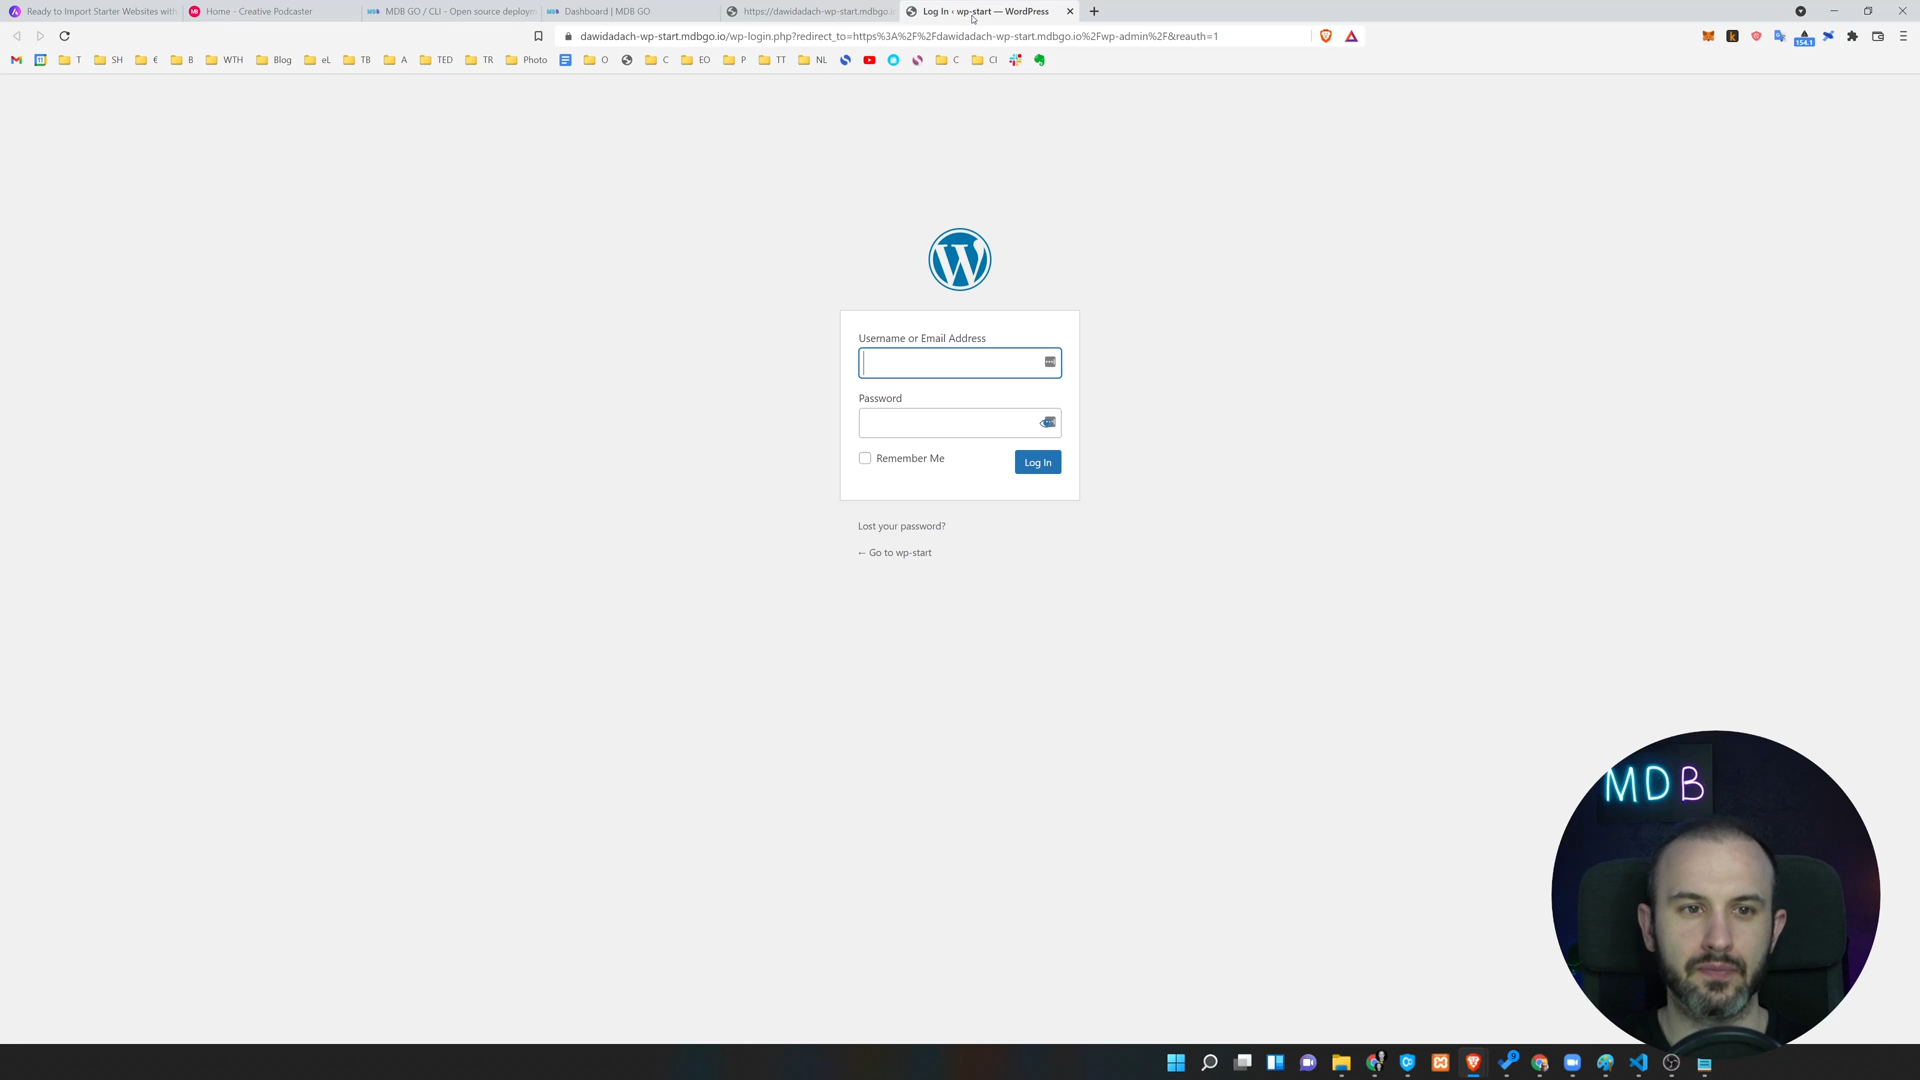 Ready to Import Starter Websites with
Home - Creative Podcaster
MDB GO / CLI - Open source deploym
Dashboard | MDB GO
https://dawidadach-wp-start.mdbgo.io
Log In ‹ wp-start — WordPress
dawidadach-wp-start.mdbgo.io/wp-login.php?redirect_to=https%3A%2F%2Fdawidadach-wp-start.mdbgo.io%2Fwp-admin%2F&reauth=1
154.1
T
SH
€
B
WTH
Blog
eL
TB
A
TED
TR
Photo
O
C
EO
P
TT
NL
C
CI
Username or Email Address
Password
Remember Me
Log In
Lost your password?
← Go to wp-start
MDB
9